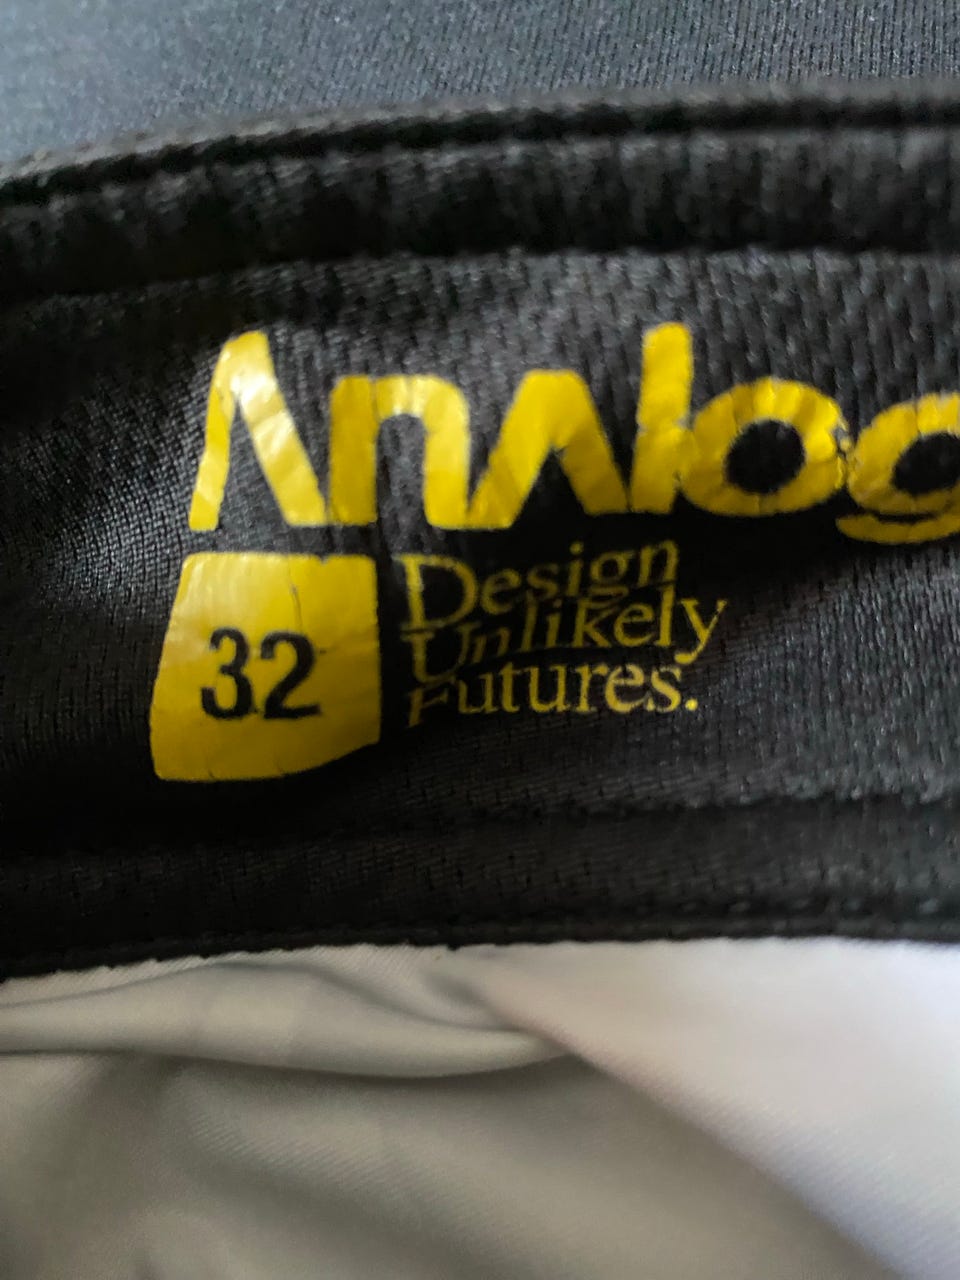 Analog
32
Design
Unlikely
Futures.